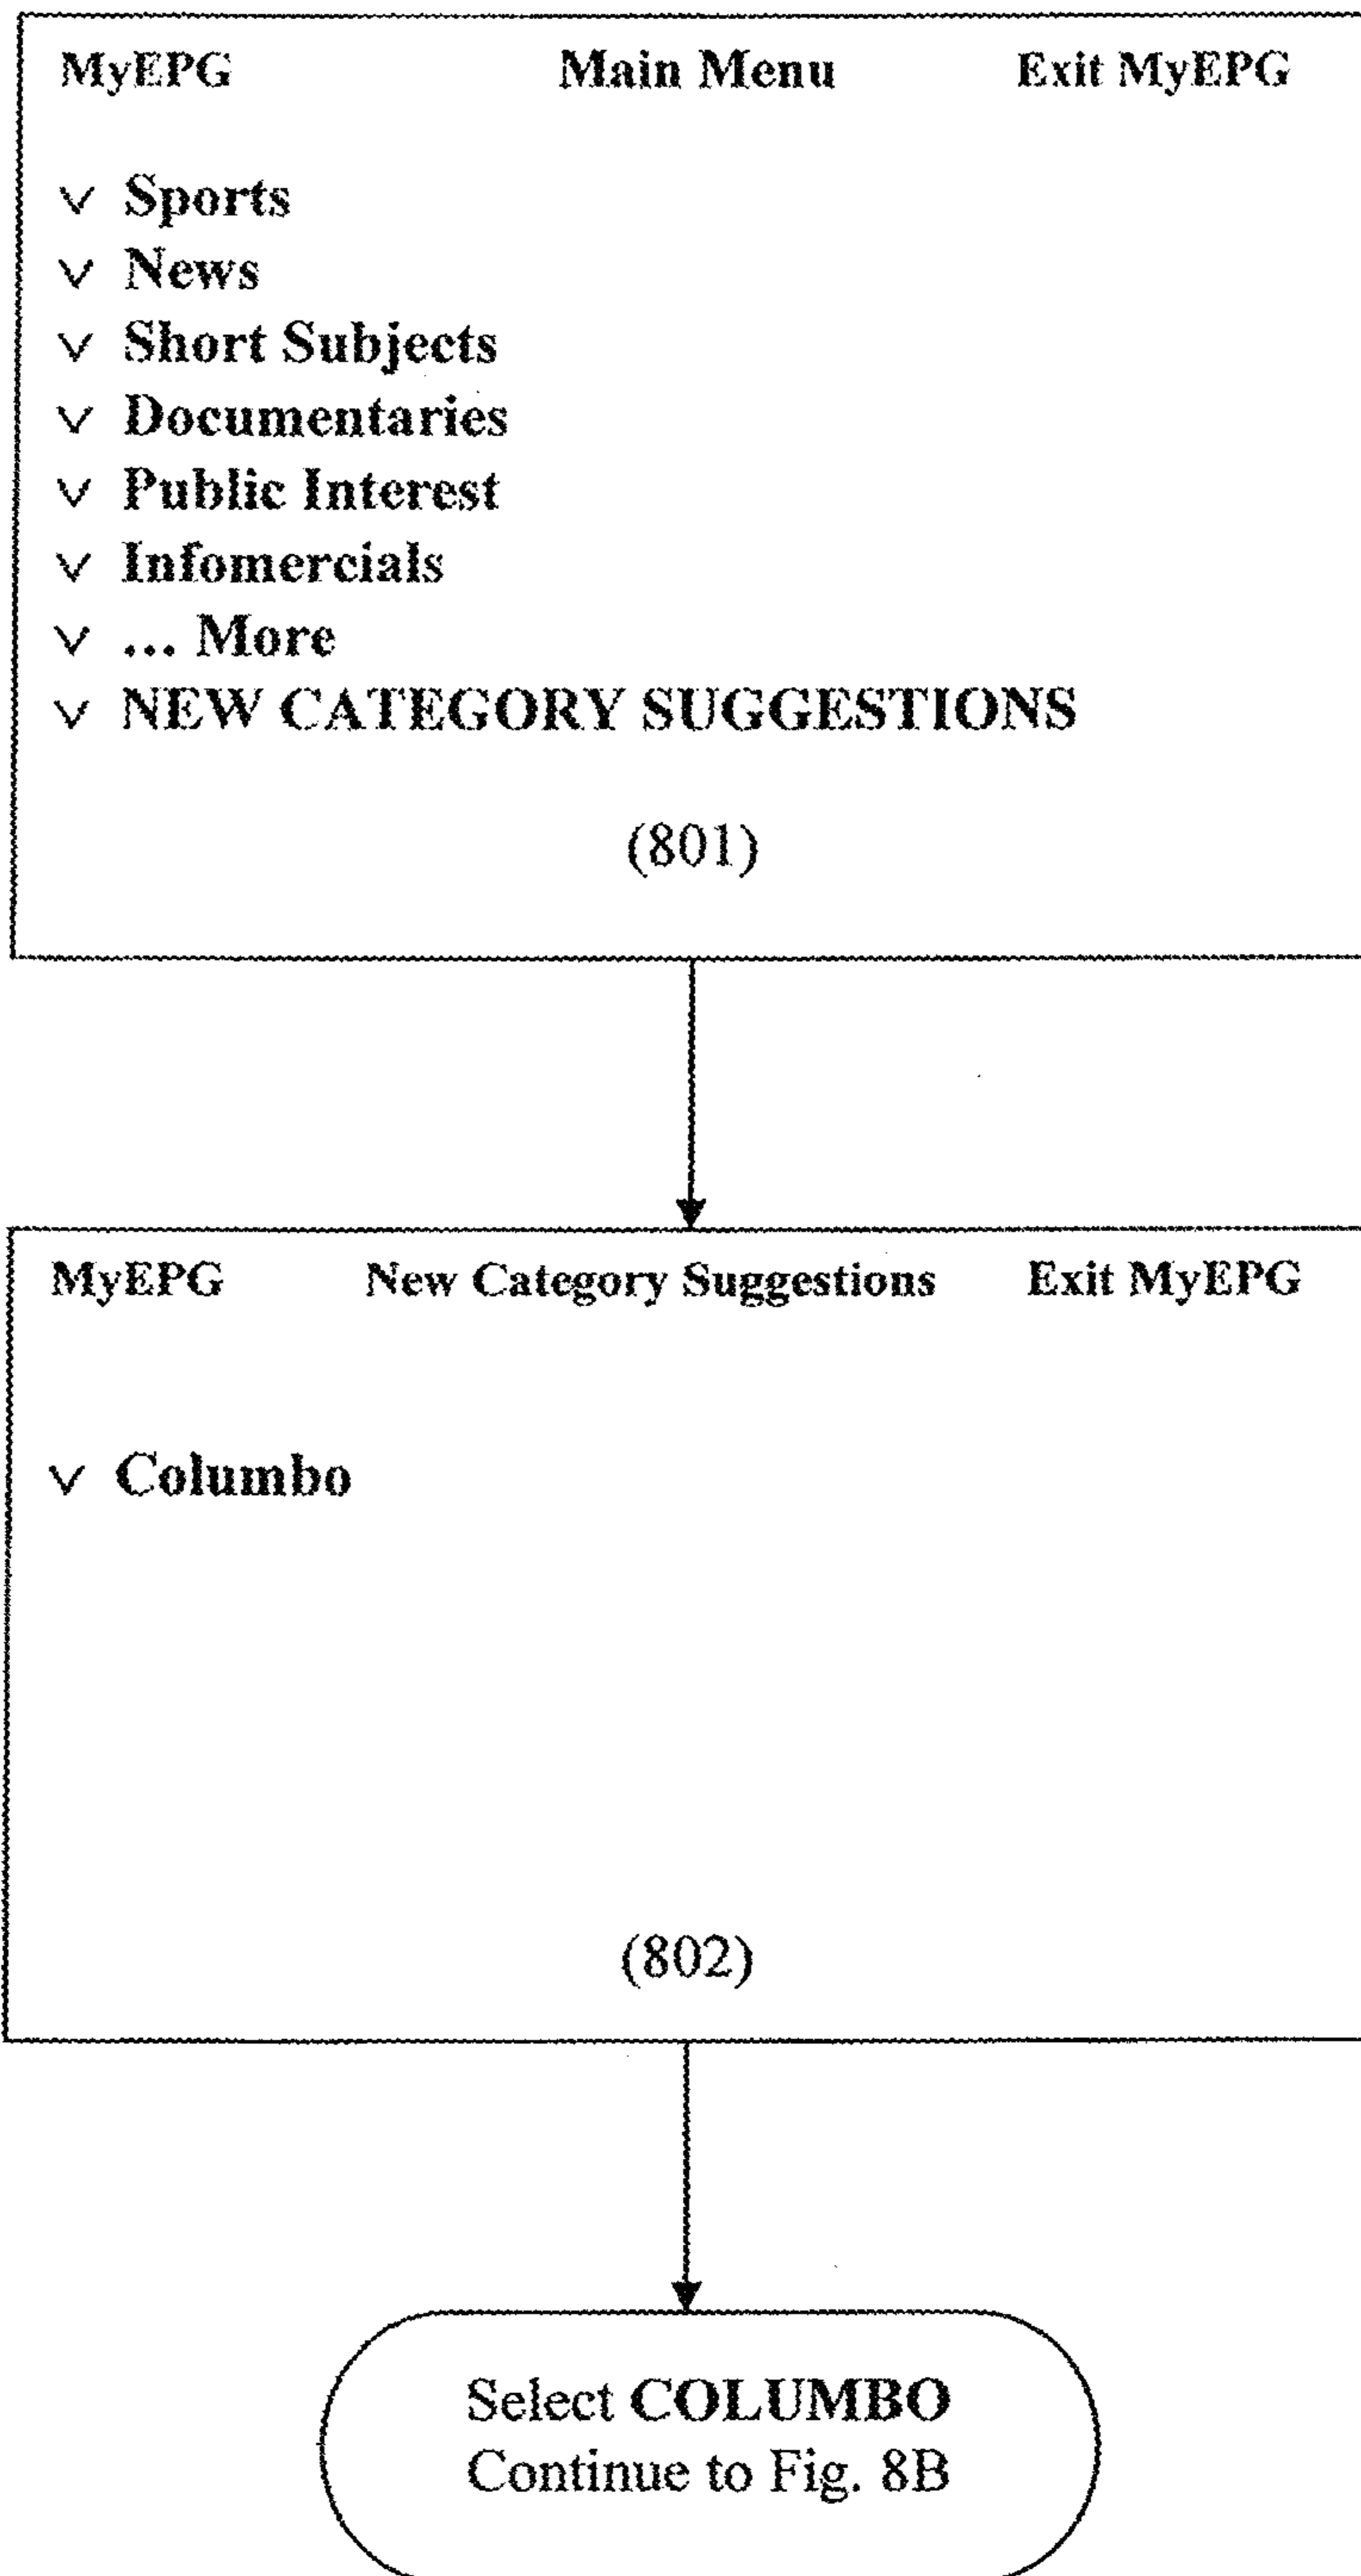 MyEPG Main Menu Exit MyEPG
∨ Sports
∨ News
∨ Short Subjects
∨ Documentaries
∨ Public Interest
∨ Infomercials
∨ ... More
∨ NEW CATEGORY SUGGESTIONS
(801)
MyEPG New Category Suggestions Exit MyEPG
∨ Columbo
(802)
Select COLUMBO
Continue to Fig. 8B